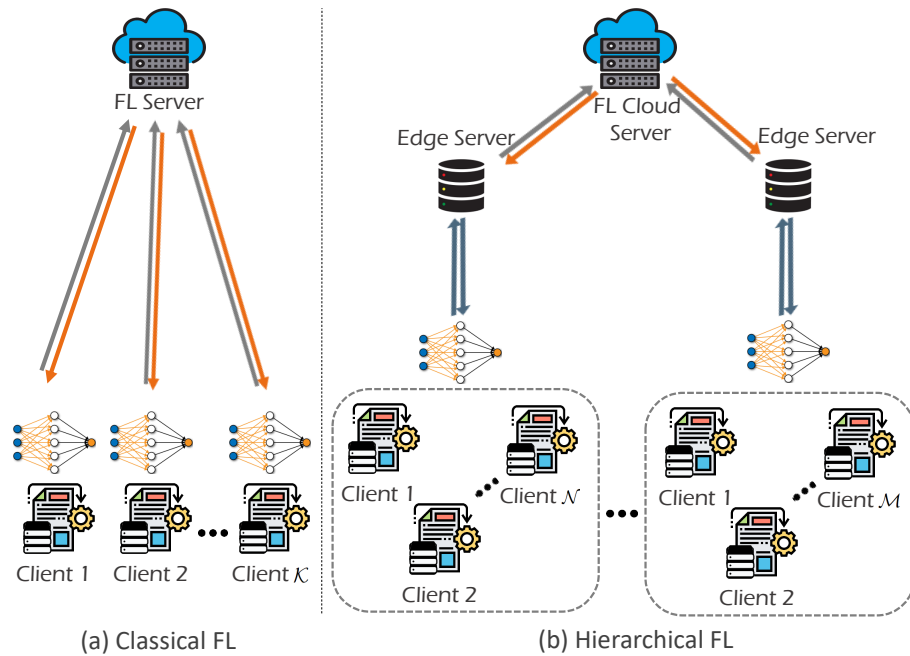 FL Server
Client 1
Client 2
Client 𝒦
(a) Classical FL
FL Cloud
Server
Edge Server
Edge Server
Client 1
Client 𝒩
Client 2
Client 1
Client ℳ
Client 2
(b) Hierarchical FL